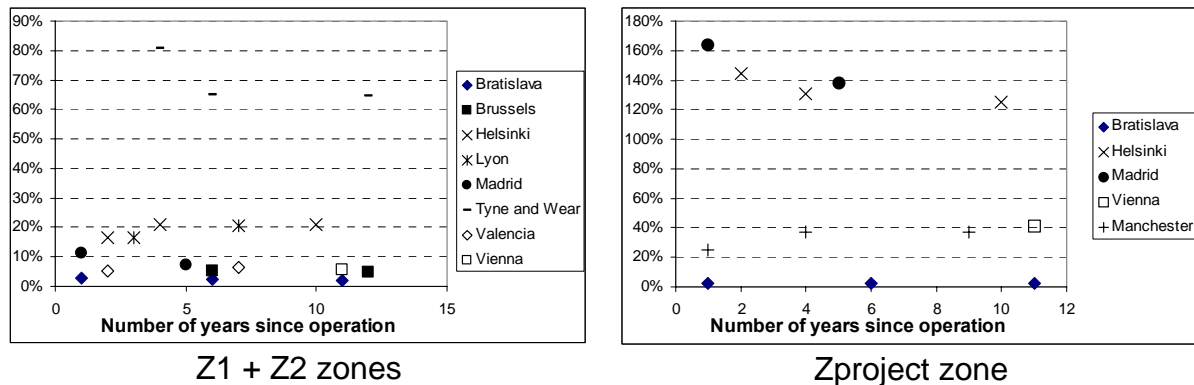 90%
80%
70%
60%
50%
40%
30%
20%
10%
0%
0 5 10 15
Number of years since operation
Bratislava
Brussels
Helsinki
Lyon
Madrid
Tyne and Wear
Valencia
Vienna
Z1 + Z2 zones
180%
160%
140%
120%
100%
80%
60%
40%
20%
0%
0 2 4 6 8 10 12
Number of years since operation
Bratislava
Helsinki
Madrid
Vienna
Manchester
Zproject zone